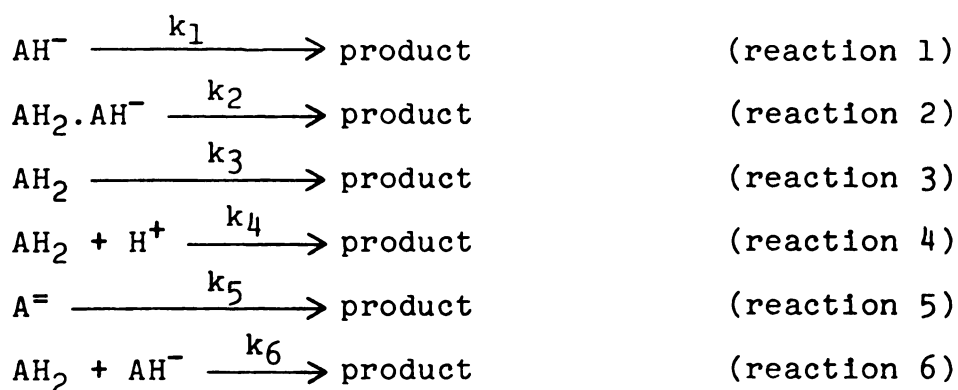 AH⁻ —k₁→ product (reaction 1)
AH₂.AH⁻ —k₂→ product (reaction 2)
AH₂ —k₃→ product (reaction 3)
AH₂ + H⁺ —k₄→ product (reaction 4)
A⁼ —k₅→ product (reaction 5)
AH₂ + AH⁻ —k₆→ product (reaction 6)